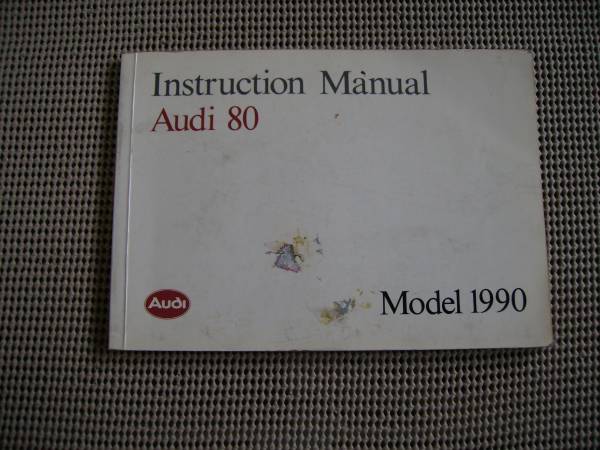 Instruction Manual
Audi 80
Audi
Model 1990